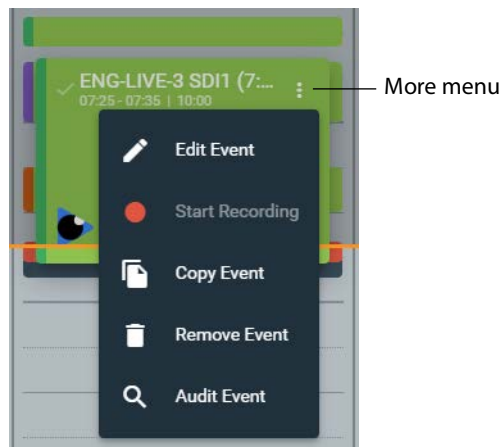 ENG-LIVE-3 SDI1 (7:...
07:25 - 07:35 | 10:00
More menu
Edit Event
Start Recording
Copy Event
Remove Event
Audit Event